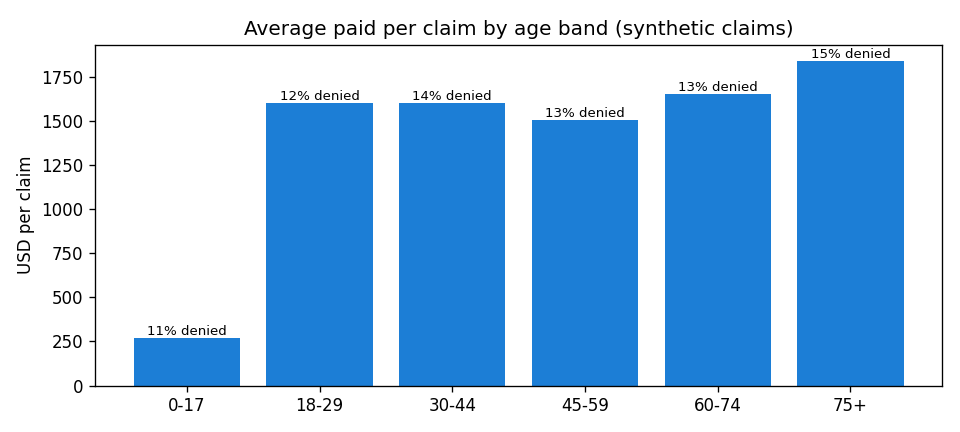 Average paid per claim by age band (synthetic claims)
USD per claim
1750
1500
1250
1000
750
500
250
0
11% denied
12% denied
14% denied
13% denied
13% denied
15% denied
0-17
18-29
30-44
45-59
60-74
75+